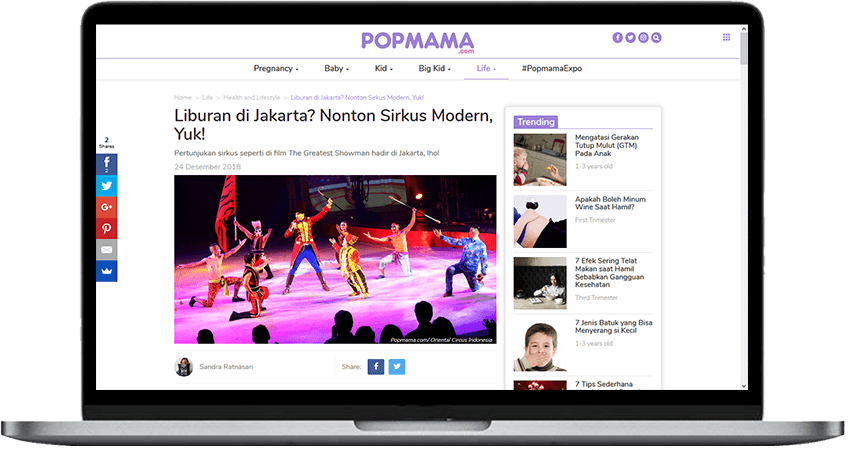 POPMAMA
.com
Pregnancy
Baby
Kid
Big Kid
Life
#PopmamaExpo
Home > Life > Health and Lifestyle > Liburan di Jakarta? Nonton Sirkus Modern, Yuk!
Liburan di Jakarta? Nonton Sirkus Modern,
Yuk!
Pertunjukan sirkus seperti di film The Greatest Showman hadir di Jakarta, lho!
24 Desember 2018
2
Shares
2
Popmama.com/ Oriental Circus Indonesia
Sandra Ratnasari
Share:
Trending
Mengatasi Gerakan
Tutup Mulut (GTM)
Pada Anak
1-3 years old
Apakah Boleh Minum
Wine Saat Hamil?
First Trimester
7 Efek Sering Telat
Makan saat Hamil
Sebabkan Gangguan
Kesehatan
Third Trimester
7 Jenis Batuk yang Bisa
Menyerang si Kecil
1-3 years old
7 Tips Sederhana